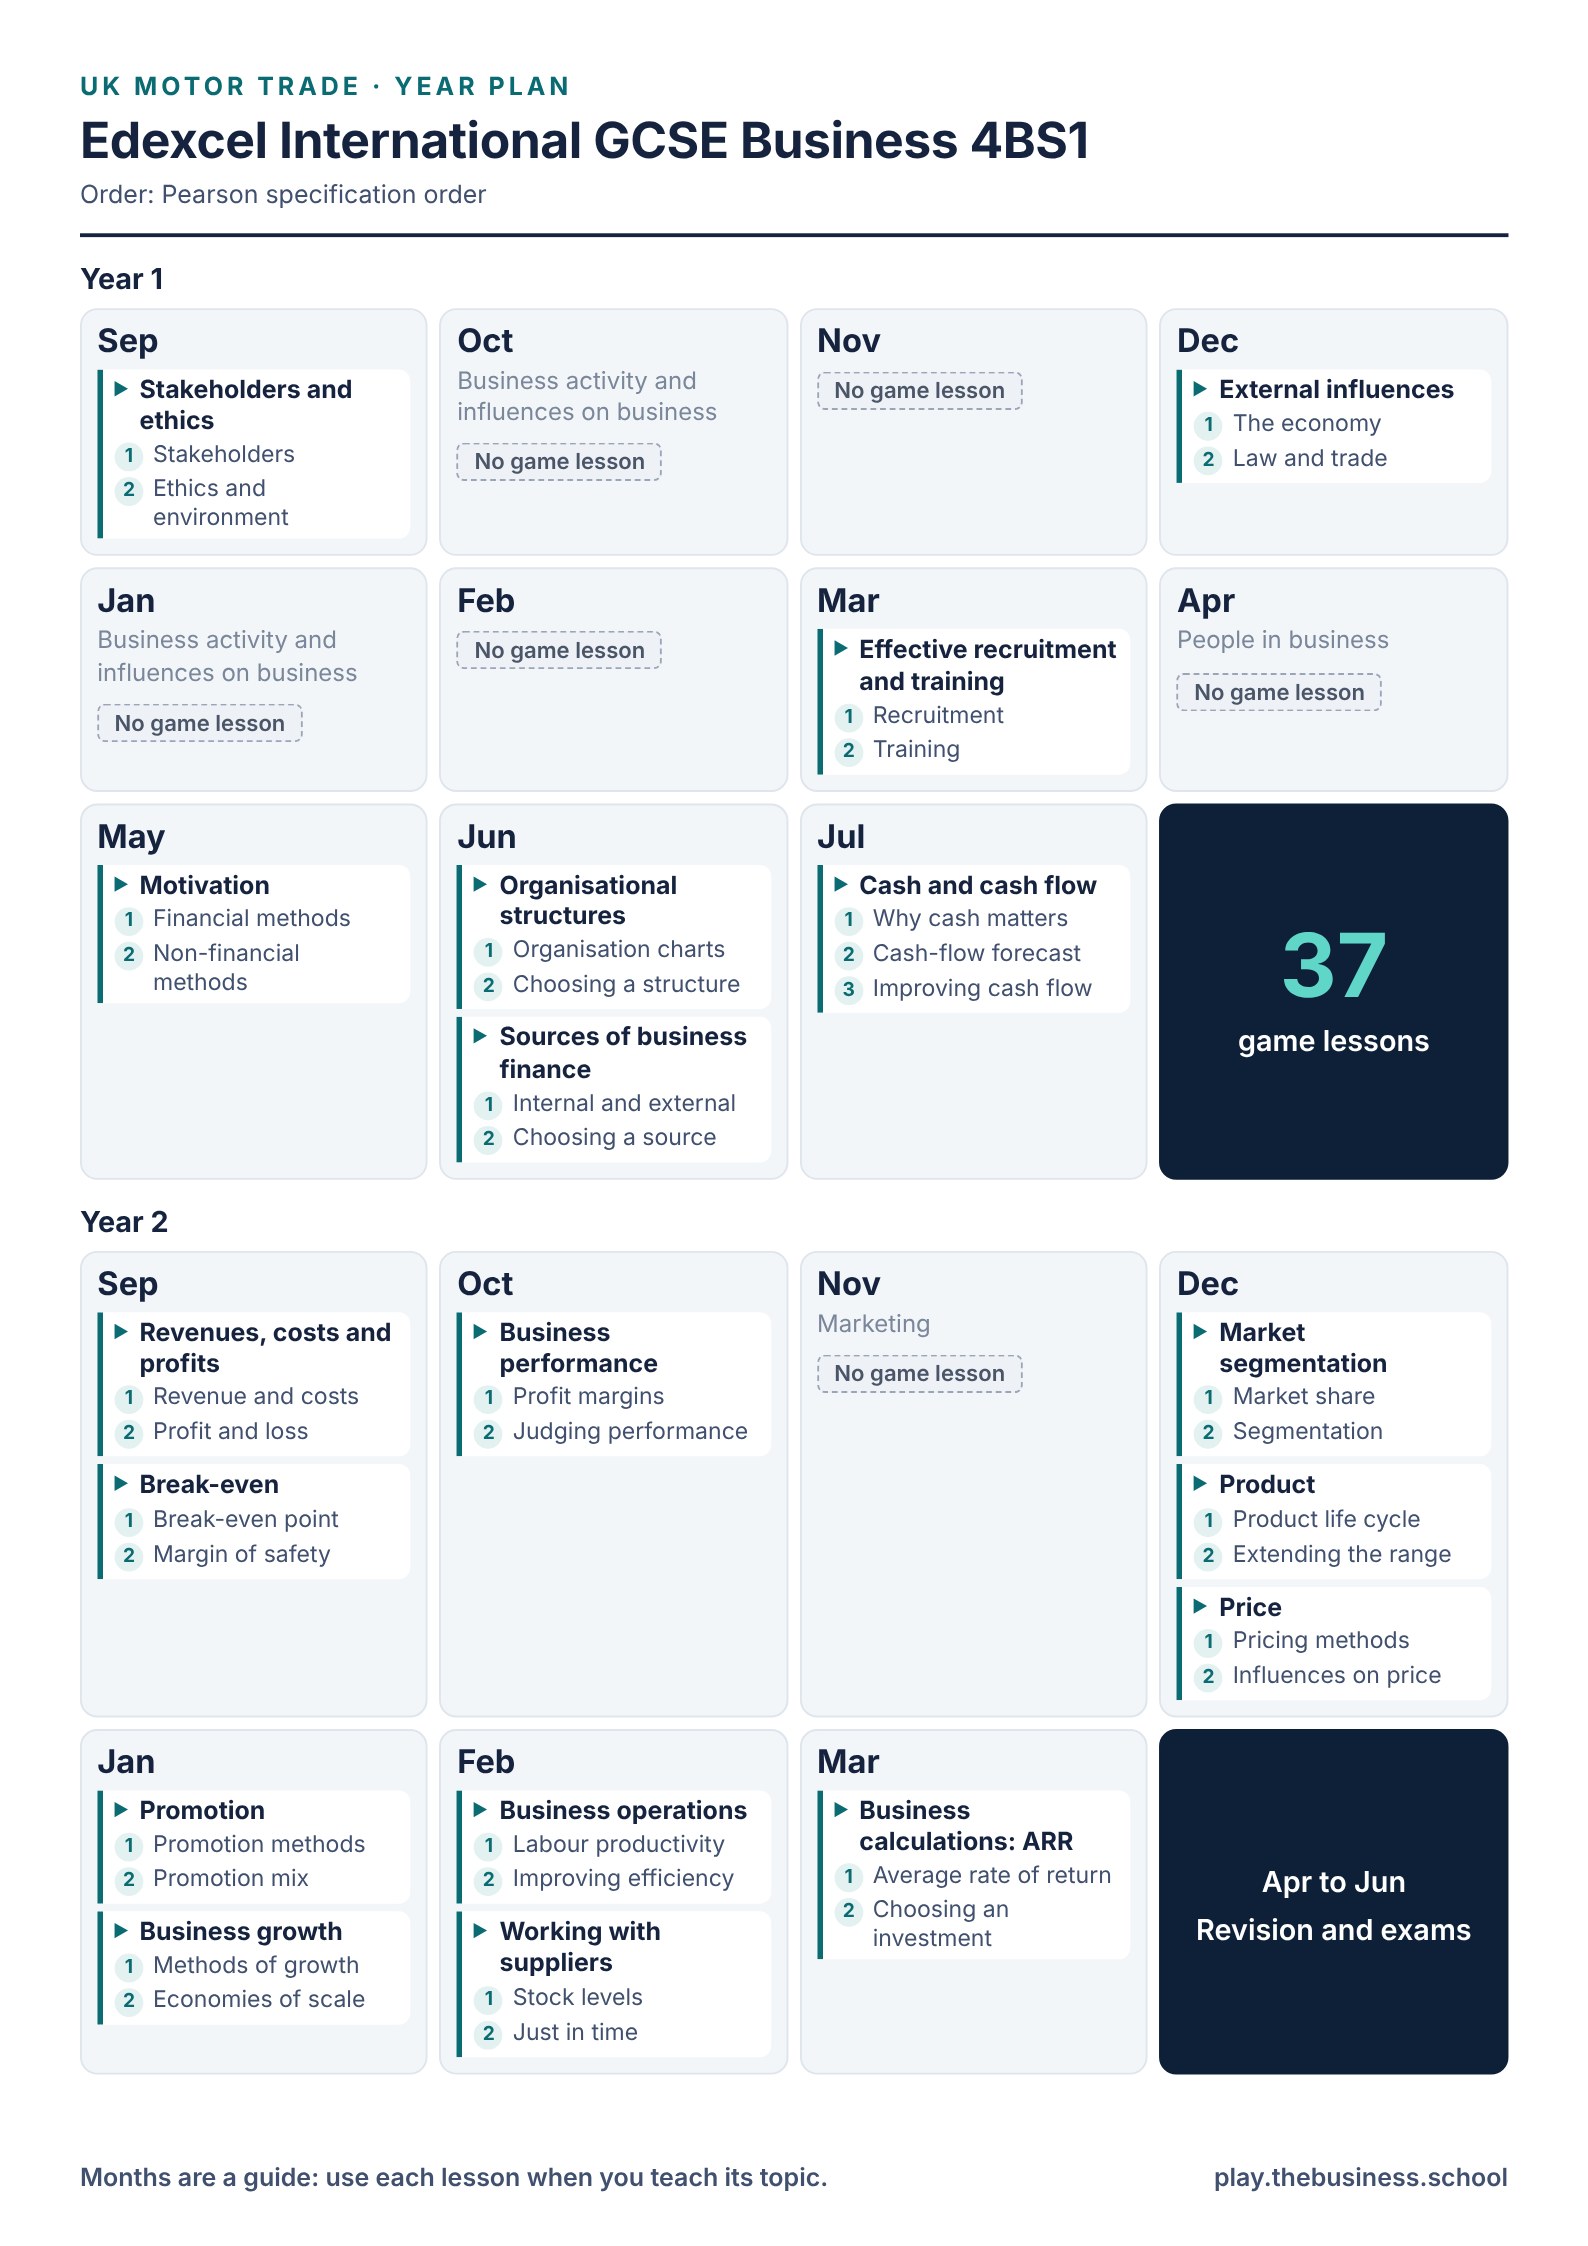 UK MOTOR TRADE · YEAR PLAN
Edexcel International GCSE Business 4BS1
Order: Pearson specification order
Year 1
Sep
Stakeholders and
ethics
1 Stakeholders
2 Ethics and
environment
Oct
Business activity and
influences on business
No game lesson
Nov
No game lesson
Dec
External influences
1 The economy
2 Law and trade
Jan
Business activity and
influences on business
No game lesson
Feb
No game lesson
Mar
Effective recruitment
and training
1 Recruitment
2 Training
Apr
People in business
No game lesson
May
Motivation
1 Financial methods
2 Non-financial
methods
Jun
Organisational
structures
1 Organisation charts
2 Choosing a structure
Sources of business
finance
1 Internal and external
2 Choosing a source
Jul
Cash and cash flow
1 Why cash matters
2 Cash-flow forecast
3 Improving cash flow
37
game lessons
Year 2
Sep
Revenues, costs and
profits
1 Revenue and costs
2 Profit and loss
Break-even
1 Break-even point
2 Margin of safety
Oct
Business
performance
1 Profit margins
2 Judging performance
Nov
Marketing
No game lesson
Dec
Market
segmentation
1 Market share
2 Segmentation
Product
1 Product life cycle
2 Extending the range
Price
1 Pricing methods
2 Influences on price
Jan
Promotion
1 Promotion methods
2 Promotion mix
Business growth
1 Methods of growth
2 Economies of scale
Feb
Business operations
1 Labour productivity
2 Improving efficiency
Working with
suppliers
1 Stock levels
2 Just in time
Mar
Business
calculations: ARR
1 Average rate of return
2 Choosing an
investment
Apr to Jun
Revision and exams
Months are a guide: use each lesson when you teach its topic.
play.thebusiness.school